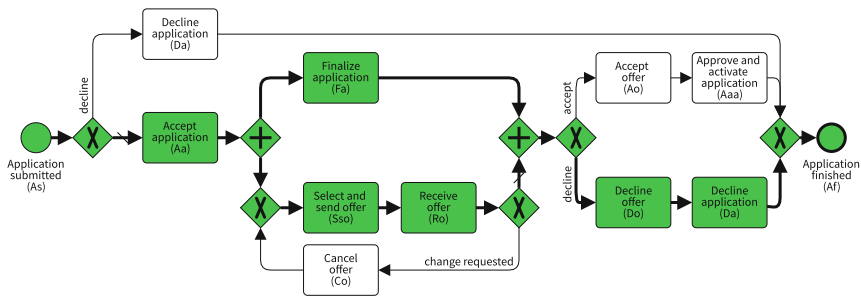 Decline
application
(Da)
decline
Finalize
application
(Fa)
Accept
offer
(Ao)
Approve and
activate
application
(Aaa)
accept
Accept
application
(Aa)
Application
submitted
(As)
Application
finished
(Af)
decline
Select and
send offer
(Sso)
Receive
offer
(Ro)
Decline
offer
(Do)
Decline
application
(Da)
Cancel
offer
(Co)
change requested